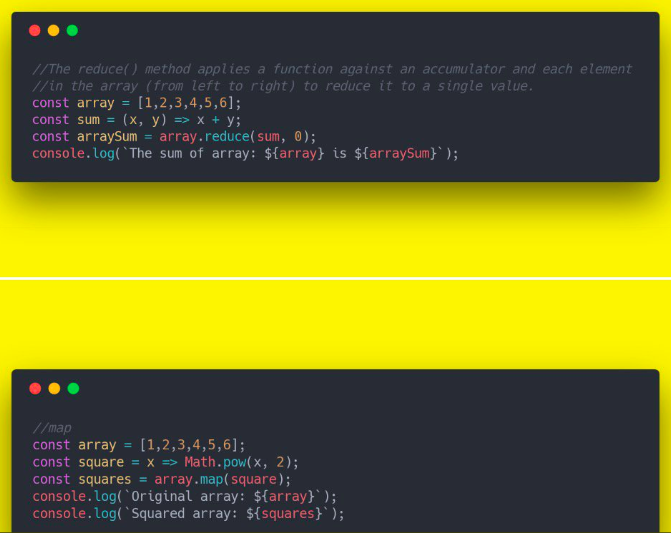 //The reduce() method applies a function against an accumulator and each element
//in the array (from left to right) to reduce it to a single value.
const array = [1,2,3,4,5,6];
const sum = (x, y) => x + y;
const arraySum = array.reduce(sum, 0);
console.log(`The sum of array: ${array} is ${arraySum}`);
//map
const array = [1,2,3,4,5,6];
const square = x => Math.pow(x, 2);
const squares = array.map(square);
console.log(`Original array: ${array}`);
console.log(`Squared array: ${squares}`);